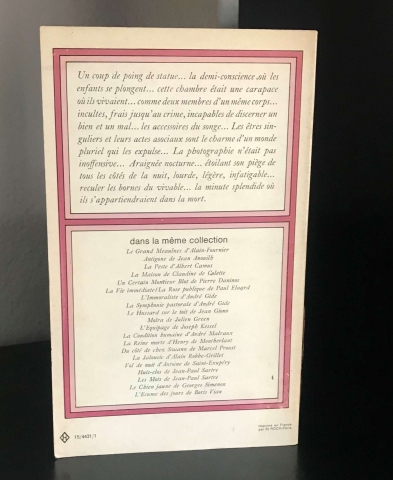 Un coup de poing de statue... la demi-conscience où les
enfants se plongent... cette chambre était une carapace
où ils vivaient... comme deux membres d'un même corps...
incultes, frais jusqu'au crime, incapables de discerner un
bien et un mal... les accessoires du songe... Les êtres sin-
guliers et leurs actes asociaux sont le charme d'un monde
pluriel qui les expulse... La photographie n'était pas
inoffensive... Araignée nocturne... étoilant son piège de
tous les côtés de la nuit, lourde, légère, infatigable...
reculer les bornes du vivable... la minute splendide où
ils s'appartiendraient dans la mort.
dans la même collection
Le Grand Meaulnes d'Alain-Fournier
Antigone de Jean Anouilh
La Peste d'Albert Camus
La Maison de Claudine de Colette
Un Certain Monsieur Blot de Pierre Daninos
La Vie immédiate/La Rose publique de Paul Eluard
L'Immoraliste d'André Gide
La Symphonie pastorale d'André Gide
Le Hussard sur le toit de Jean Giono
Moïra de Julien Green
L'Equipage de Joseph Kessel
La Condition humaine d'André Malraux
La Reine morte d'Henry de Montherlant
Du côté de chez Swann de Marcel Proust
La Jalousie d'Alain Robbe-Grillet
Vol de nuit d'Antoine de Saint-Exupéry
Huis-clos de Jean-Paul Sartre
Les Mots de Jean-Paul Sartre
Le Chien jaune de Georges Simenon
L'Ecume des jours de Boris Vian
15/4401/1
Imprimé en France